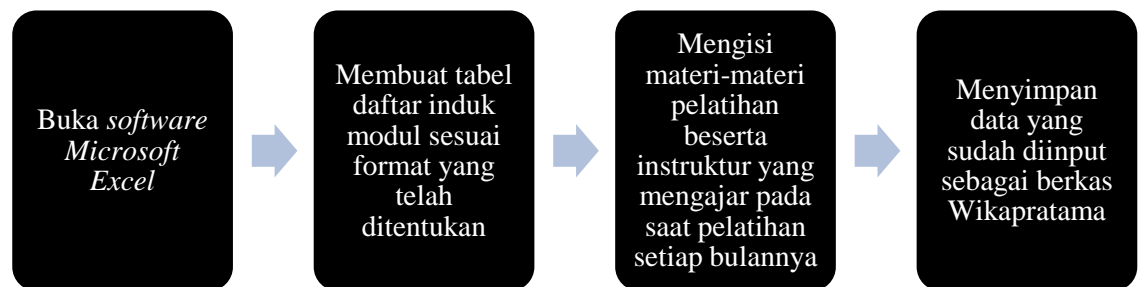 Buka software
Microsoft
Excel
Membuat tabel
daftar induk
modul sesuai
format yang
telah
ditentukan
Mengisi
materi-materi
pelatihan
beserta
instruktur yang
mengajar pada
saat pelatihan
setiap bulannya
Menyimpan
data yang
sudah diinput
sebagai berkas
Wikapratama